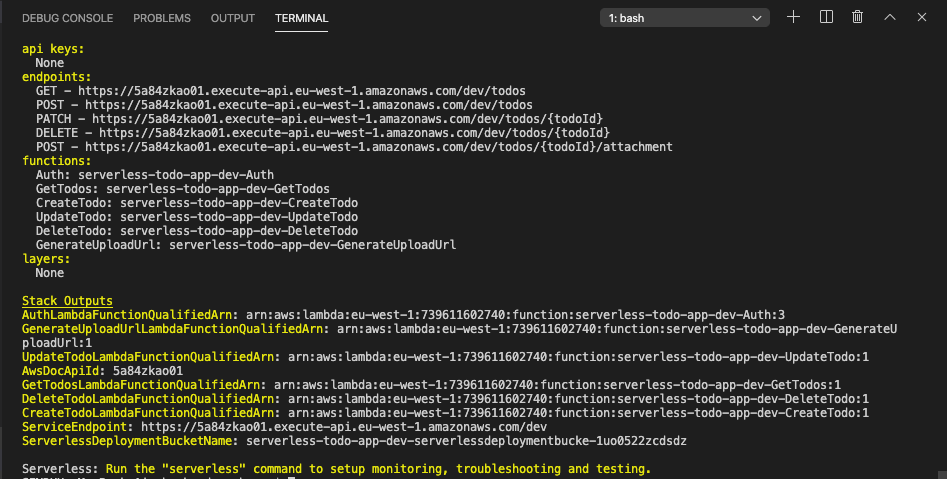 DEBUG CONSOLE PROBLEMS OUTPUT TERMINAL 1: bash
api keys:
None
endpoints:
GET - https://5a84zkao01.execute-api.eu-west-1.amazonaws.com/dev/todos
POST - https://5a84zkao01.execute-api.eu-west-1.amazonaws.com/dev/todos
PATCH - https://5a84zkao01.execute-api.eu-west-1.amazonaws.com/dev/todos/{todoId}
DELETE - https://5a84zkao01.execute-api.eu-west-1.amazonaws.com/dev/todos/{todoId}
POST - https://5a84zkao01.execute-api.eu-west-1.amazonaws.com/dev/todos/{todoId}/attachment
functions:
Auth: serverless-todo-app-dev-Auth
GetTodos: serverless-todo-app-dev-GetTodos
CreateTodo: serverless-todo-app-dev-CreateTodo
UpdateTodo: serverless-todo-app-dev-UpdateTodo
DeleteTodo: serverless-todo-app-dev-DeleteTodo
GenerateUploadUrl: serverless-todo-app-dev-GenerateUploadUrl
layers:
None
Stack Outputs
AuthLambdaFunctionQualifiedArn: arn:aws:lambda:eu-west-1:739611602740:function:serverless-todo-app-dev-Auth:3
GenerateUploadUrlLambdaFunctionQualifiedArn: arn:aws:lambda:eu-west-1:739611602740:function:serverless-todo-app-dev-GenerateU
ploadUrl:1
UpdateTodoLambdaFunctionQualifiedArn: arn:aws:lambda:eu-west-1:739611602740:function:serverless-todo-app-dev-UpdateTodo:1
AwsDocApiId: 5a84zkao01
GetTodosLambdaFunctionQualifiedArn: arn:aws:lambda:eu-west-1:739611602740:function:serverless-todo-app-dev-GetTodos:1
DeleteTodoLambdaFunctionQualifiedArn: arn:aws:lambda:eu-west-1:739611602740:function:serverless-todo-app-dev-DeleteTodo:1
CreateTodoLambdaFunctionQualifiedArn: arn:aws:lambda:eu-west-1:739611602740:function:serverless-todo-app-dev-CreateTodo:1
ServiceEndpoint: https://5a84zkao01.execute-api.eu-west-1.amazonaws.com/dev
ServerlessDeploymentBucketName: serverless-todo-app-dev-serverlessdeploymentbucke-1uo0522zcdsdz
Serverless: Run the "serverless" command to setup monitoring, troubleshooting and testing.